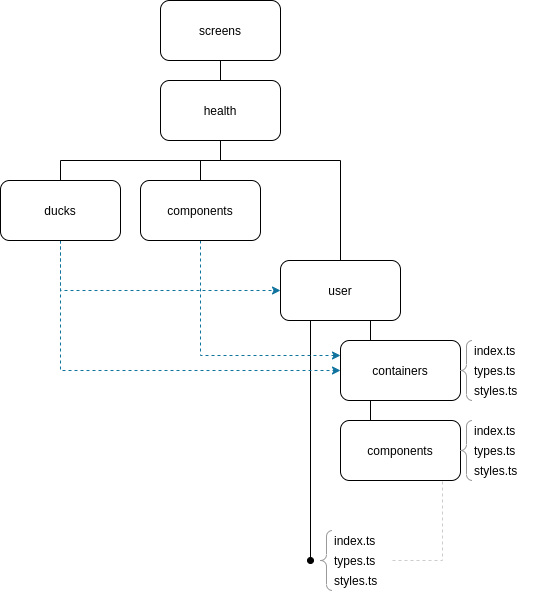 screens
health
ducks
components
user
containers
index.ts
types.ts
styles.ts
components
index.ts
types.ts
styles.ts
index.ts
types.ts
styles.ts